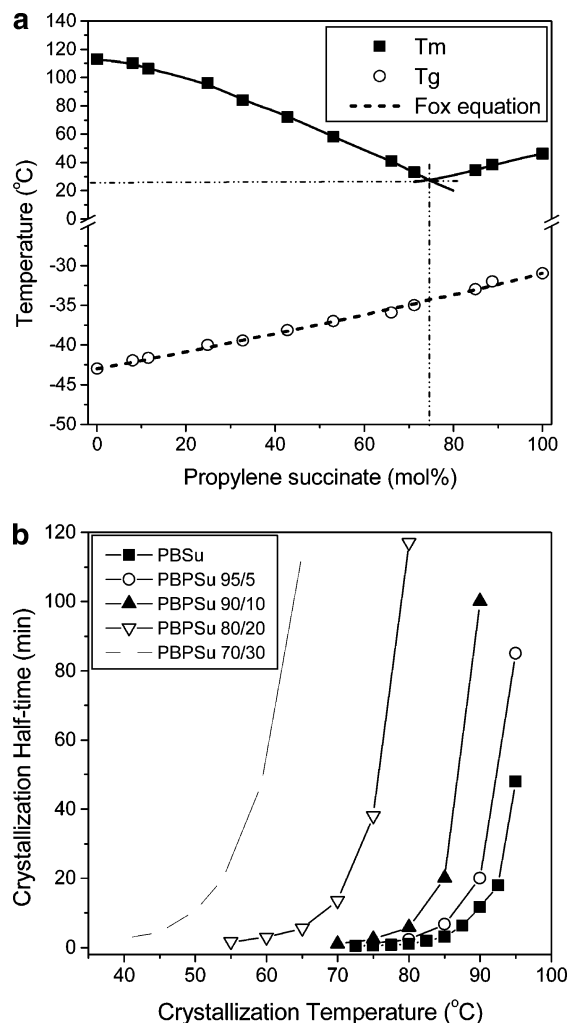 a
Tm
Tg
Fox equation
140
120
100
80
60
40
20
0
-30
-35
-40
-45
-50
Temperature (°C)
0 20 40 60 80 100
Propylene succinate (mol%)
b
PBSu
PBPSu 95/5
PBPSu 90/10
PBPSu 80/20
PBPSu 70/30
120
100
80
60
40
20
0
Crystallization Half-time (min)
40 50 60 70 80 90 100
Crystallization Temperature (°C)